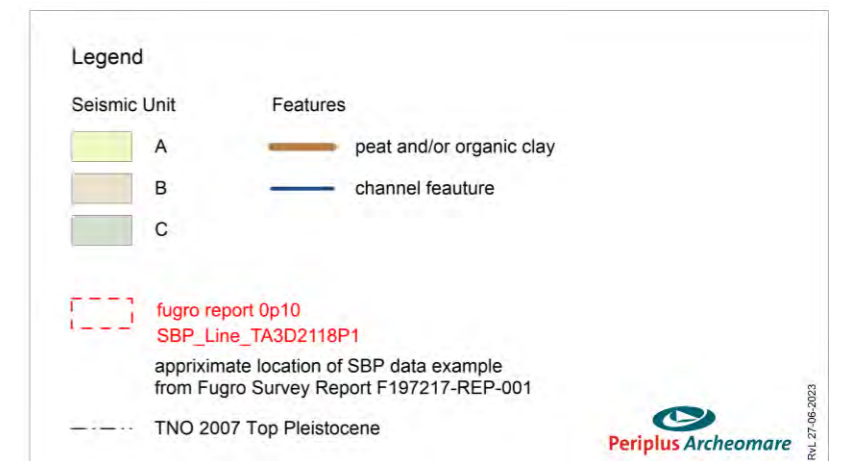 Legend
Seismic Unit
Features
A
peat and/or organic clay
B
channel feauture
C
fugro report 0p10
SBP_Line_TA3D2118P1
appriximate location of SBP data example
from Fugro Survey Report F197217-REP-001
TNO 2007 Top Pleistocene
Periplus Archeomare
RvL 27-06-2023